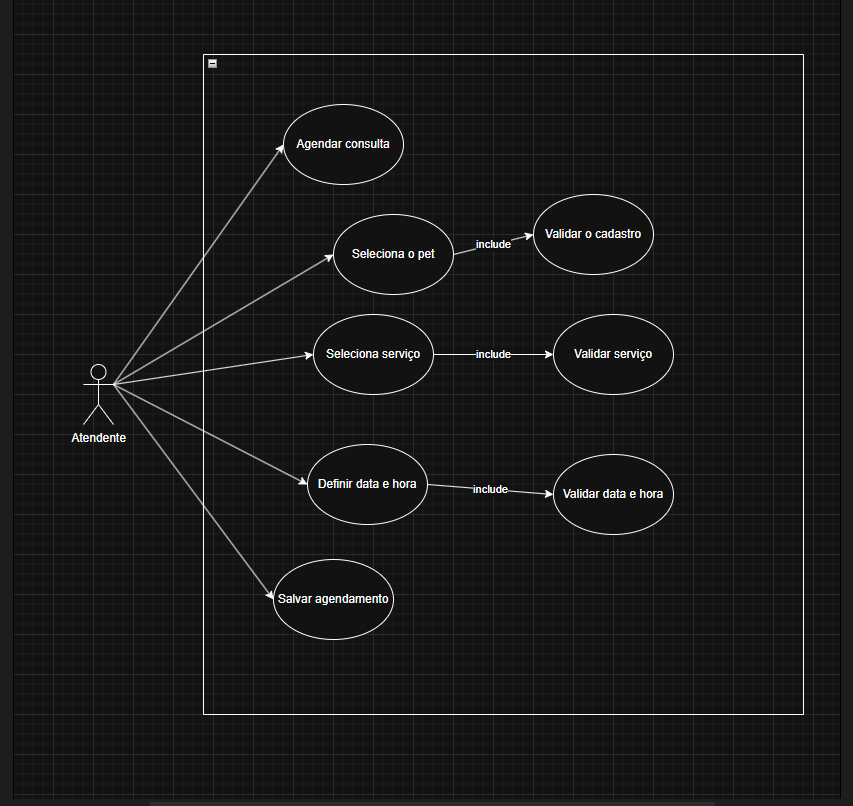 Agendar consulta
Seleciona o pet
include
Validar o cadastro
Seleciona serviço
include
Validar serviço
Atendente
Definir data e hora
include
Validar data e hora
Salvar agendamento